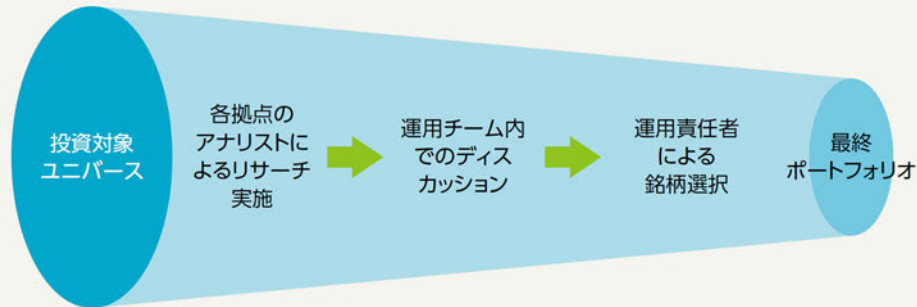 投資対象
ユニバース
各拠点の
アナリストに
よるリサーチ
実施
運用チーム内
でのディス
カッション
運用責任者
による
銘柄選択
最終
ポートフォリオ